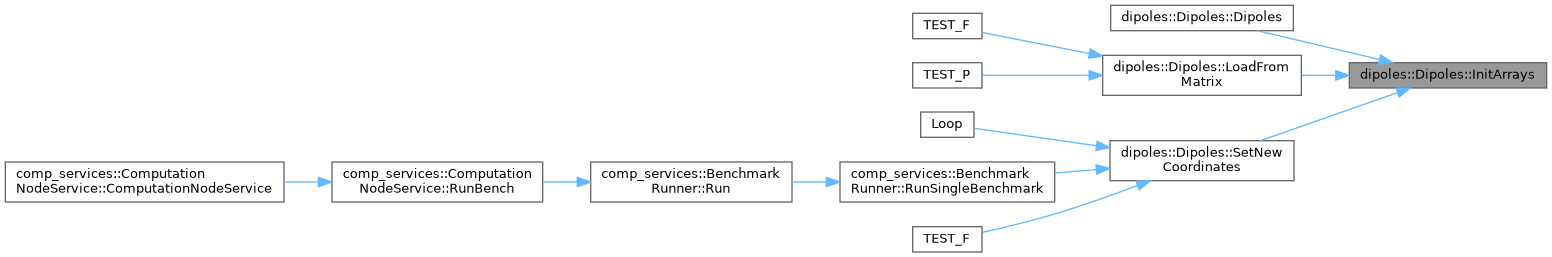 dipoles::Dipoles::Dipoles
TEST_F
dipoles::Dipoles::LoadFrom
Matrix
dipoles::Dipoles::InitArrays
TEST_P
Loop
dipoles::Dipoles::SetNew
Coordinates
comp_services::Computation
NodeService::ComputationNodeService
comp_services::Computation
NodeService::RunBench
comp_services::Benchmark
Runner::Run
comp_services::Benchmark
Runner::RunSingleBenchmark
TEST_F